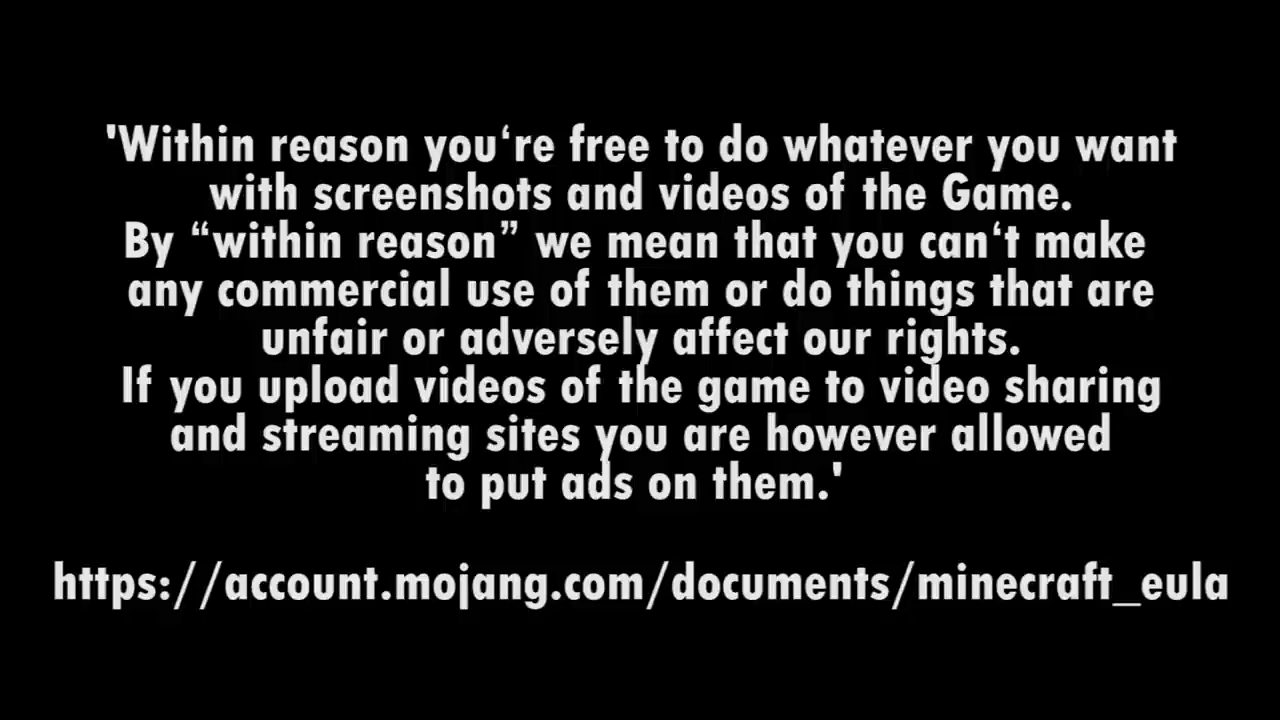 'Within reason you‘re free to do whatever you want
with screenshots and videos of the Game.
By “within reason” we mean that you can‘t make
any commercial use of them or do things that are
unfair or adversely affect our rights.
If you upload videos of the game to video sharing
and streaming sites you are however allowed
to put ads on them.'
https://account.mojang.com/documents/minecraft_eula